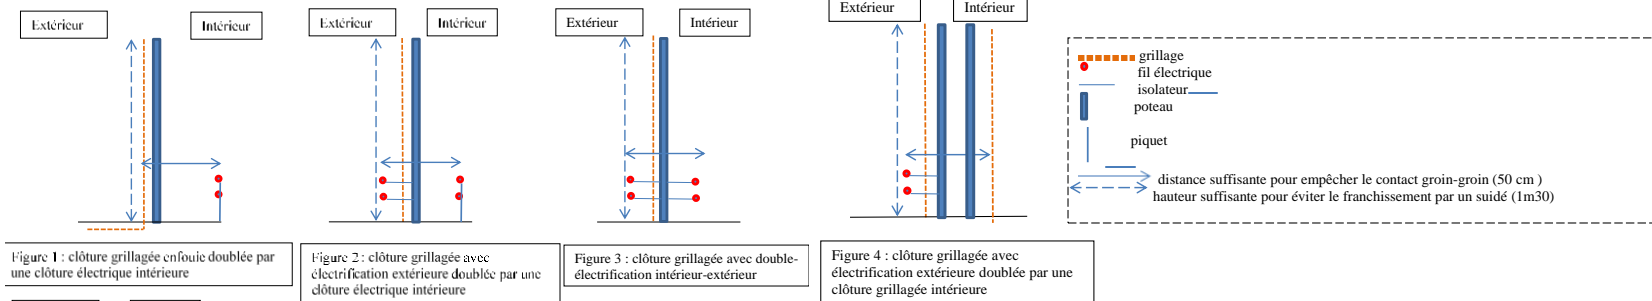 Extérieur
Intérieur
Extérieur
Intérieur
Extérieur
Intérieur
Extérieur
Intérieur
grillage
fil électrique
isolateur
poteau
piquet
distance suffisante pour empêcher le contact groin-groin (50 cm )
hauteur suffisante pour éviter le franchissement par un suidé (1m30)
Figure 1 : clôture grillagée enfouie doublée par
une clôture électrique intérieure
Figure 2 : clôture grillagée avec
électrification extérieure doublée par une
clôture électrique intérieure
Figure 3 : clôture grillagée avec double-
électrification intérieur-extérieur
Figure 4 : clôture grillagée avec
électrification extérieure doublée par une
clôture grillagée intérieure